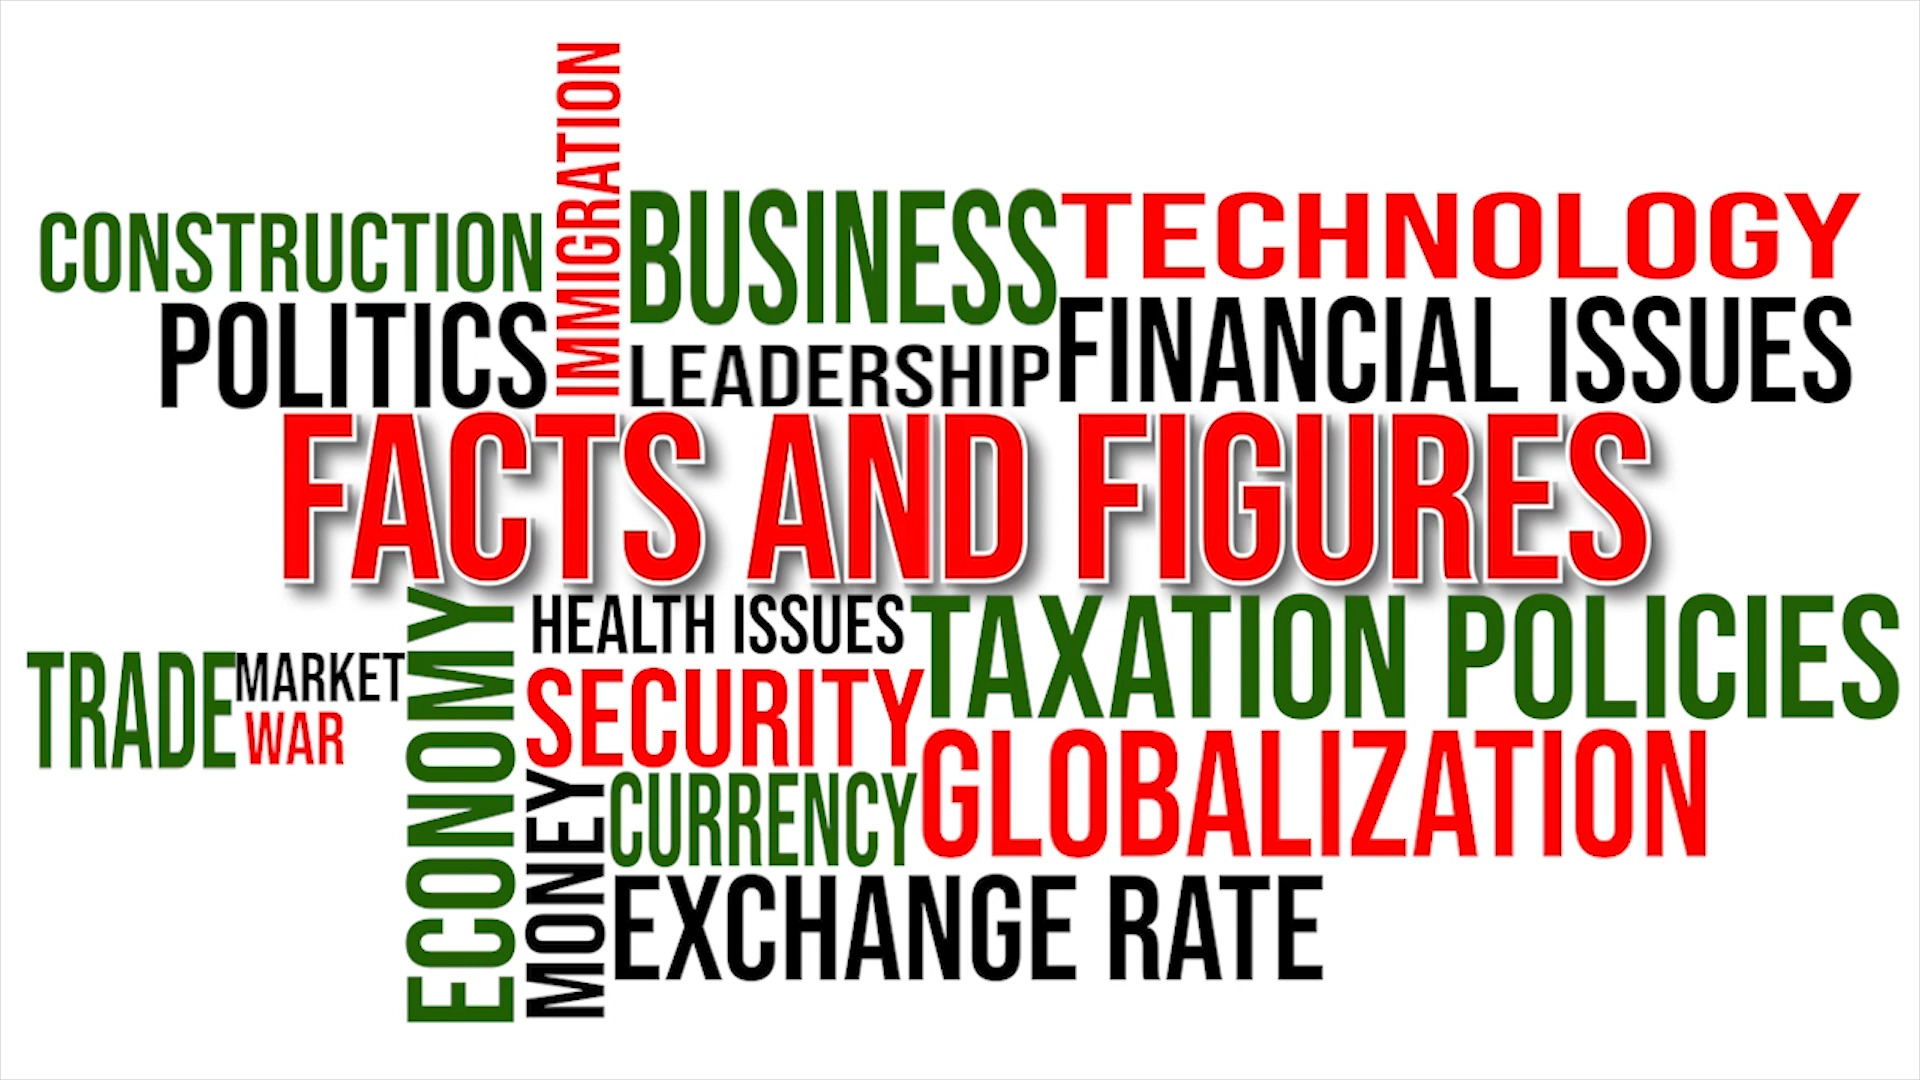 IMMIGRATION
CONSTRUCTION
BUSINESS
TECHNOLOGY
POLITICS
LEADERSHIP
FINANCIAL ISSUES
FACTS AND FIGURES
ECONOMY
HEALTH ISSUES
TAXATION POLICIES
TRADE
MARKET
WAR
SECURITY
GLOBALIZATION
MONEY
CURRENCY
EXCHANGE RATE